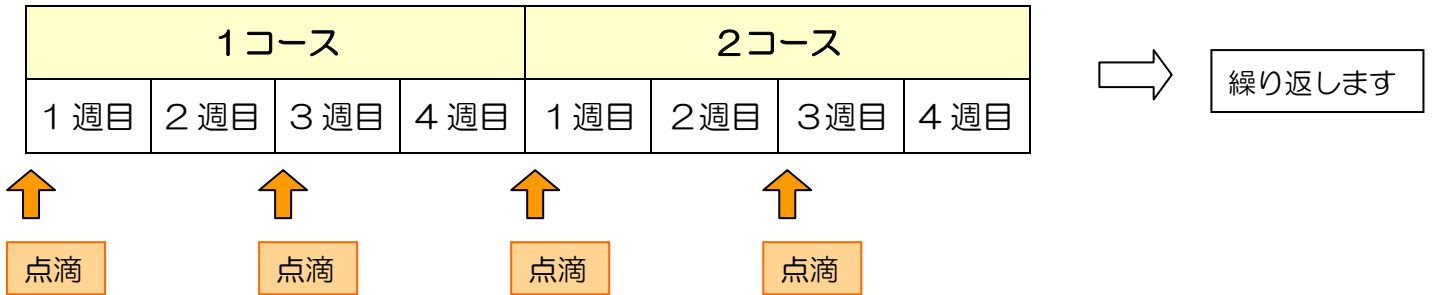 １コース ２コース
１週目 ２週目 ３週目 ４週目 １週目 ２週目 ３週目 ４週目
繰り返します
点滴 点滴 点滴 点滴